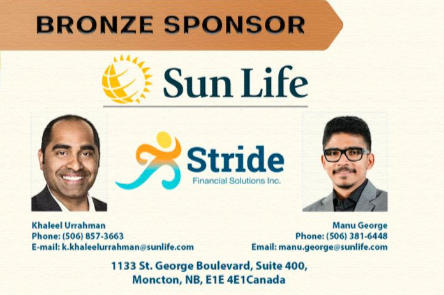 BRONZE SPONSOR
Sun Life
Stride
Financial Solutions Inc.
Khaleel Urrahman
Phone: (506) 857-3663
E-mail: k.khaleelurrahman@sunlife.com
Manu George
Phone: (506) 381-6448
Email: manu.george@sunlife.com
1133 St. George Boulevard, Suite 400,
Moncton, NB, E1E 4E1Canada